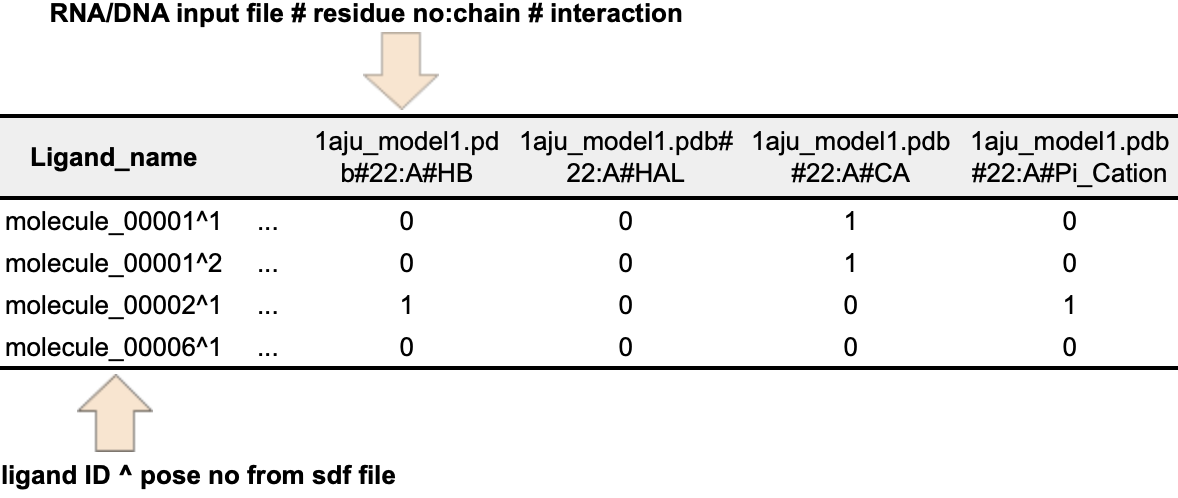 RNA/DNA input file # residue no:chain # interaction
Ligand_name
1aju_model1.pd
b#22:A#HB
1aju_model1.pdb#
22:A#HAL
1aju_model1.pdb
#22:A#CA
1aju_model1.pdb
#22:A#Pi_Cation
molecule_00001^1 ... 0 0 1 0
molecule_00001^2 ... 0 0 1 0
molecule_00002^1 ... 1 0 0 1
molecule_00006^1 ... 0 0 0 0
ligand ID ^ pose no from sdf file